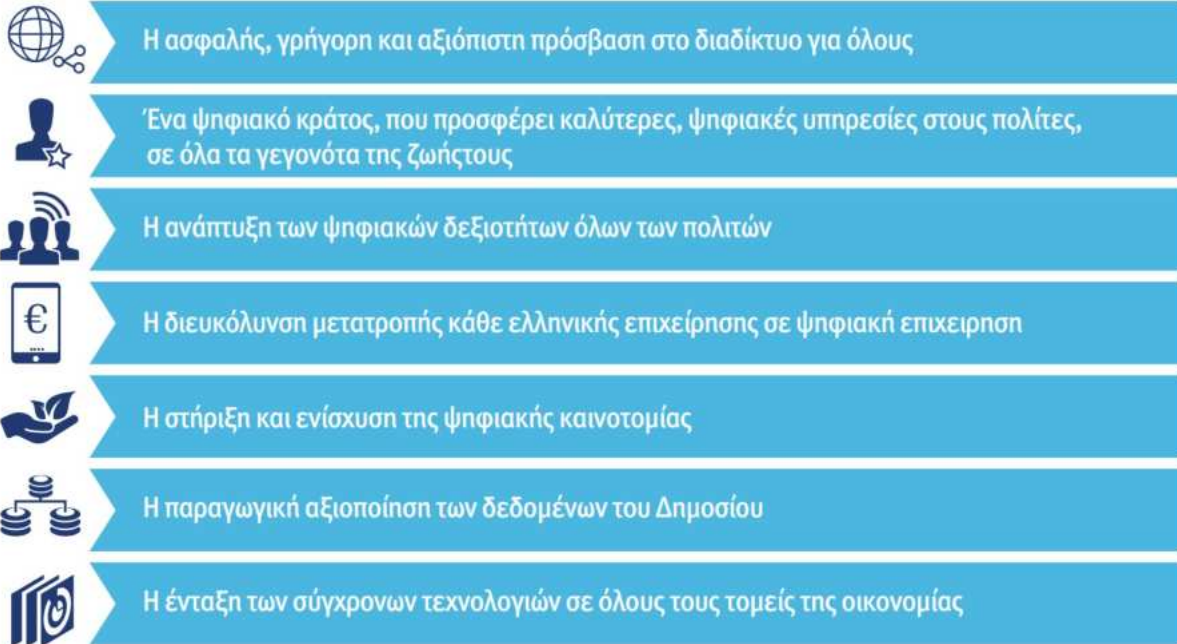 Η ασφαλής, γρήγορη και αξιόπιστη πρόσβαση στο διαδίκτυο για όλους
Ένα ψηφιακό κράτος, που προσφέρει καλύτερες, ψηφιακές υπηρεσίες στους πολίτες,
σε όλα τα γεγονότα της ζωήςτους
Η ανάπτυξη των ψηφιακών δεξιοτήτων όλων των πολιτών
€
Η διευκόλυνση μετατροπής κάθε ελληνικής επιχείρησης σε ψηφιακή επιχειρηση
Η στήριξη και ενίσχυση της ψηφιακής καινοτομίας
Η παραγωγική αξιοποίηση των δεδομένων του Δημοσίου
Η ένταξη των σύγχρονων τεχνολογιών σε όλους τους τομείς της οικονομίας